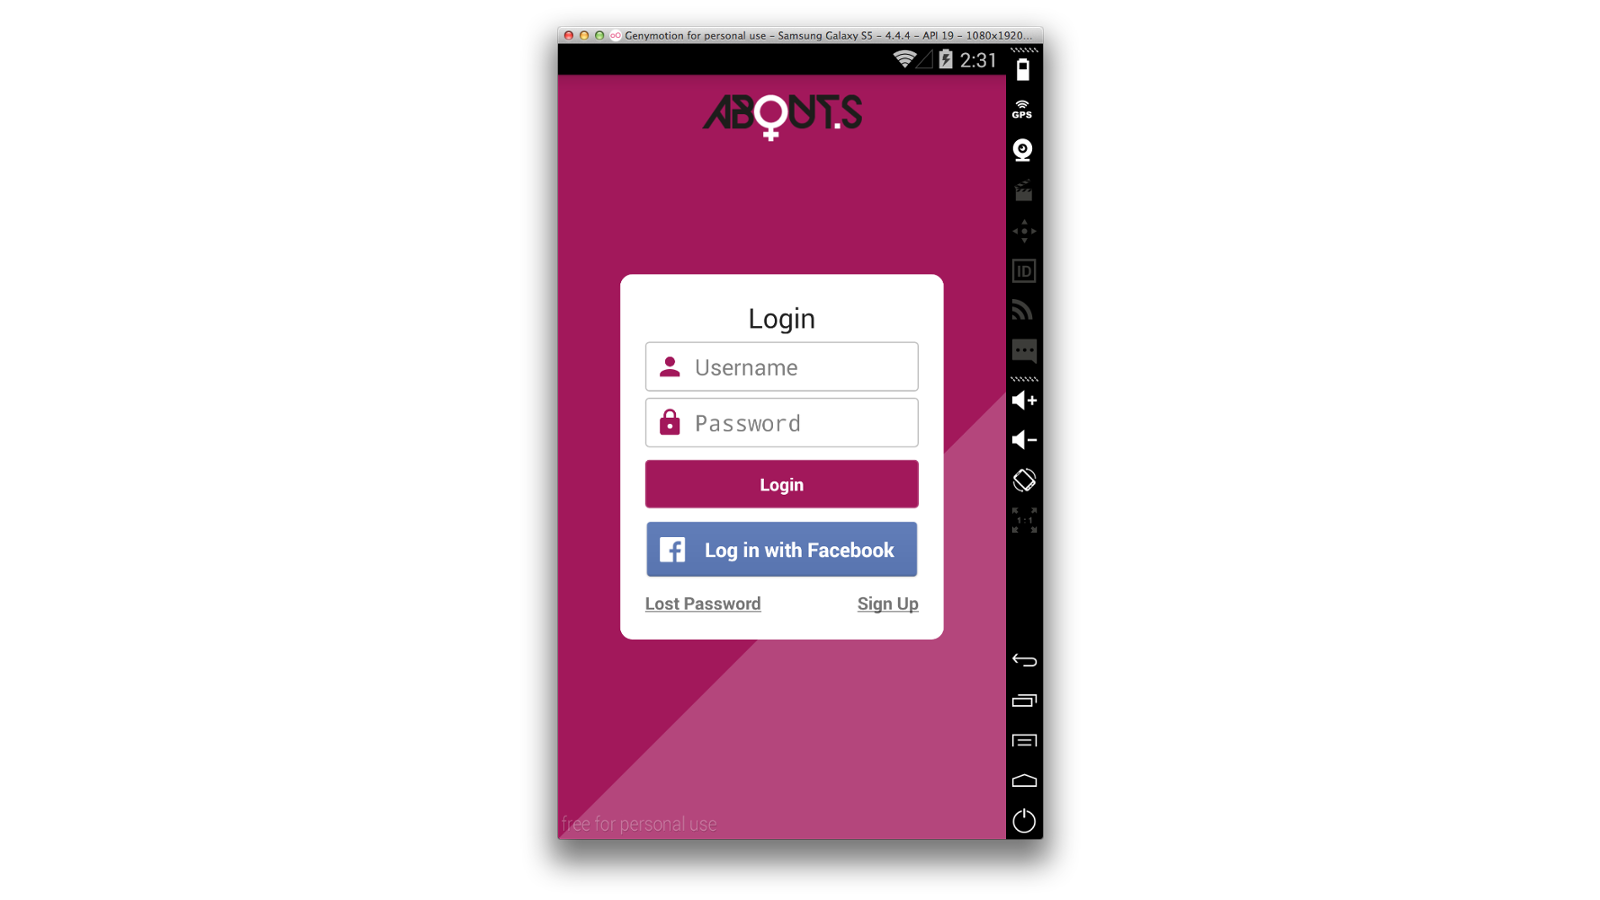 Genymotion for personal use - Samsung Galaxy S5 - 4.4.4 - API 19 - 1080x1920...
2:31
ABOUT.S
GPS
ID
Login
Username
Password
Login
Log in with Facebook
Lost Password
Sign Up
1:1
free for personal use